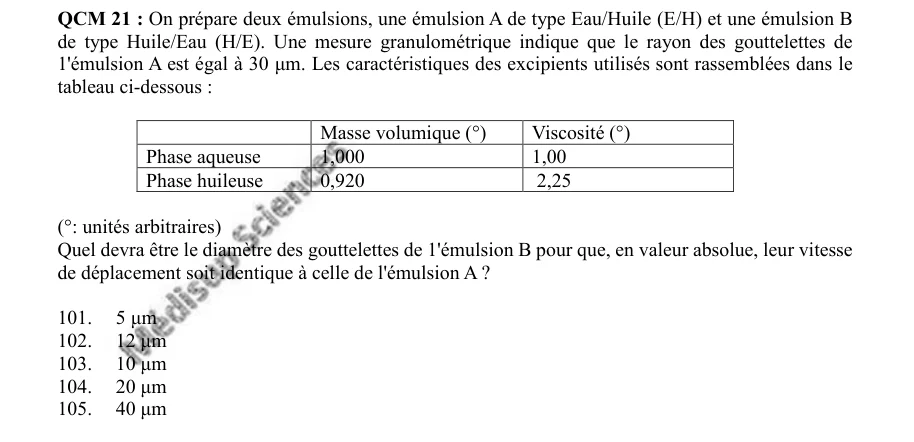 QCM 21 : On prépare deux émulsions, une émulsion A de type Eau/Huile (E/H) et une émulsion B
de type Huile/Eau (H/E). Une mesure granulométrique indique que le rayon des gouttelettes de
l'émulsion A est égal à 30 µm. Les caractéristiques des excipients utilisés sont rassemblées dans le
tableau ci-dessous :
Masse volumique (°) Viscosité (°)
Phase aqueuse 1,000 1,00
Phase huileuse 0,920 2,25
(°: unités arbitraires)
Quel devra être le diamètre des gouttelettes de l'émulsion B pour que, en valeur absolue, leur vitesse
de déplacement soit identique à celle de l'émulsion A ?
101. 5 µm
102. 12 µm
103. 10 µm
104. 20 µm
105. 40 µm
Médisup Sciences